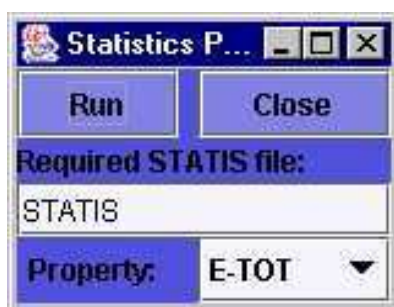 Statistics P...
Run Close
Required STATIS file:
STATIS
Property: E-TOT